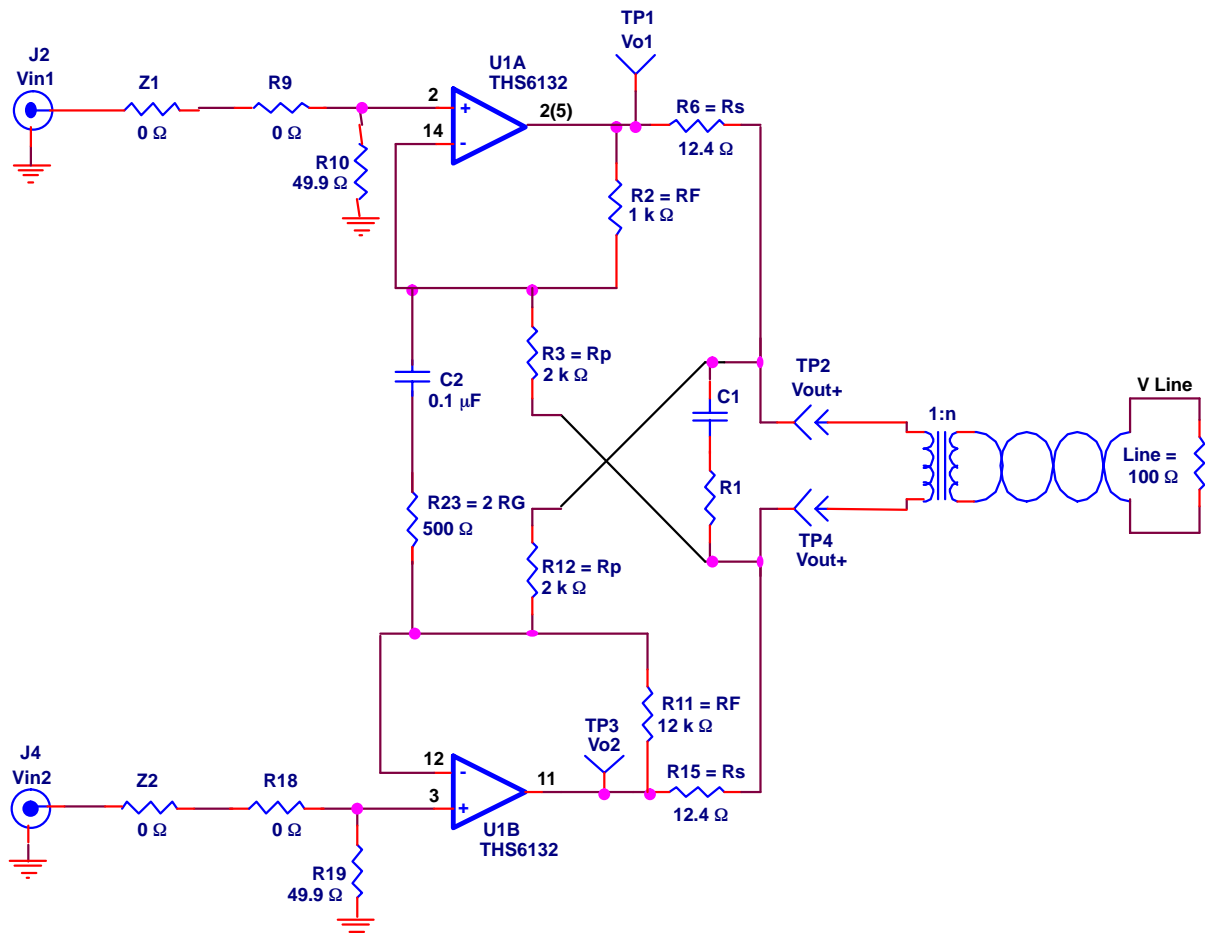 TP1
Vo1
J2
Vin1
Z1
0 Ω
R9
0 Ω
R10
49.9 Ω
U1A
THS6132
2
+
14
-
2(5)
R6 = Rs
12.4 Ω
R2 = RF
1 k Ω
R3 = Rp
2 k Ω
C2
0.1 μF
R23 = 2 RG
500 Ω
R12 = Rp
2 k Ω
C1
R1
TP2
Vout+
TP4
Vout+
1:n
V Line
Line =
100 Ω
R11 = RF
12 k Ω
TP3
Vo2
R15 = Rs
12.4 Ω
12
-
11
3
+
U1B
THS6132
J4
Vin2
Z2
0 Ω
R18
0 Ω
R19
49.9 Ω